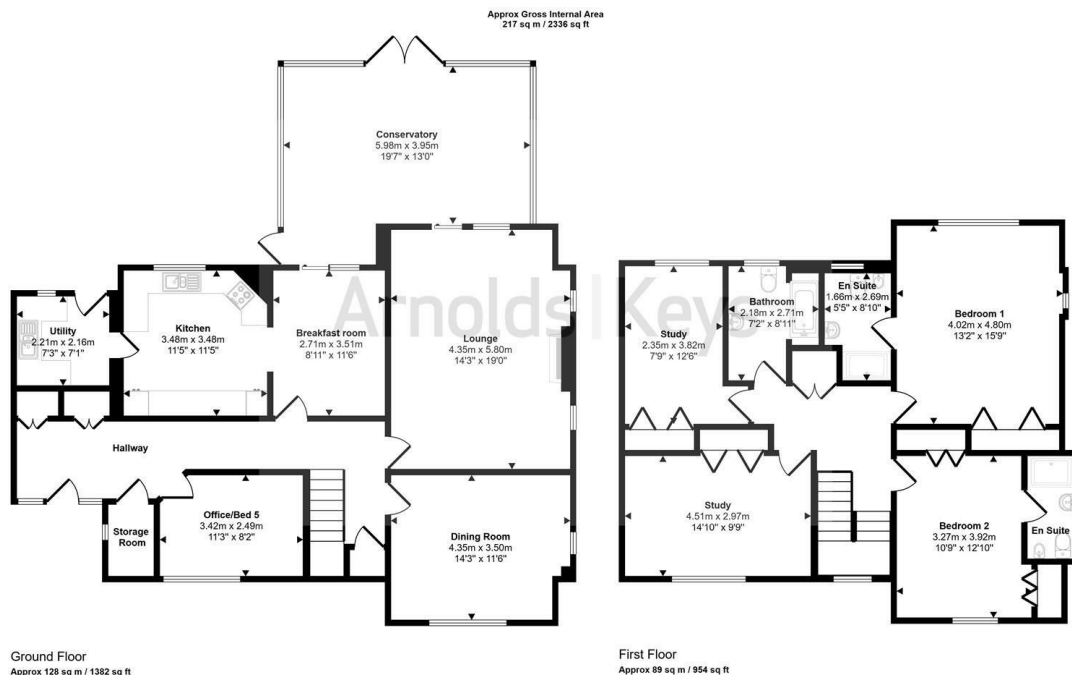 Approx Gross Internal Area
217 sq m / 2336 sq ft
Conservatory
5.98m x 3.95m
19'7" x 13'0"
Utility
2.21m x 2.16m
7'3" x 7'1"
Kitchen
3.48m x 3.48m
11'5" x 11'5"
Breakfast room
2.71m x 3.51m
8'11" x 11'6"
Lounge
4.35m x 5.80m
14'3" x 19'0"
Hallway
Storage
Room
Office/Bed 5
3.42m x 2.49m
11'3" x 8'2"
Dining Room
4.35m x 3.50m
14'3" x 11'6"
Ground Floor
Approx 128 sq m / 1382 sq ft
Study
2.35m x 3.82m
7'9" x 12'6"
Bathroom
2.18m x 2.71m
7'2" x 8'11"
En Suite
1.66m x 2.69m
5'5" x 8'10"
Bedroom 1
4.02m x 4.80m
13'2" x 15'9"
Study
4.51m x 2.97m
14'10" x 9'9"
Bedroom 2
3.27m x 3.92m
10'9" x 12'10"
En Suite
First Floor
Approx 89 sq m / 954 sq ft
Arnolds | Keys